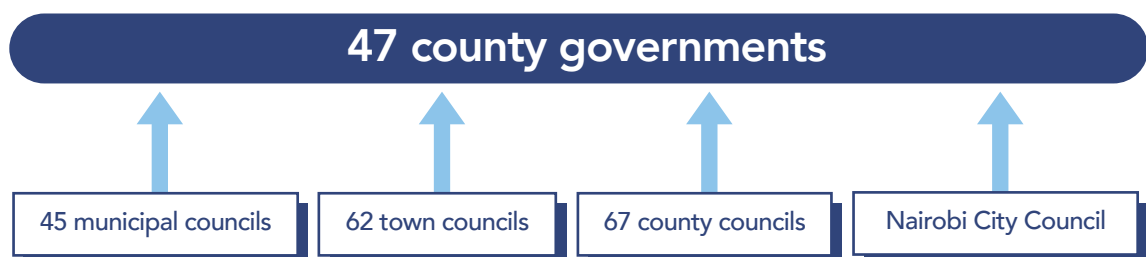 47 county governments
45 municipal councils
62 town councils
67 county councils
Nairobi City Council